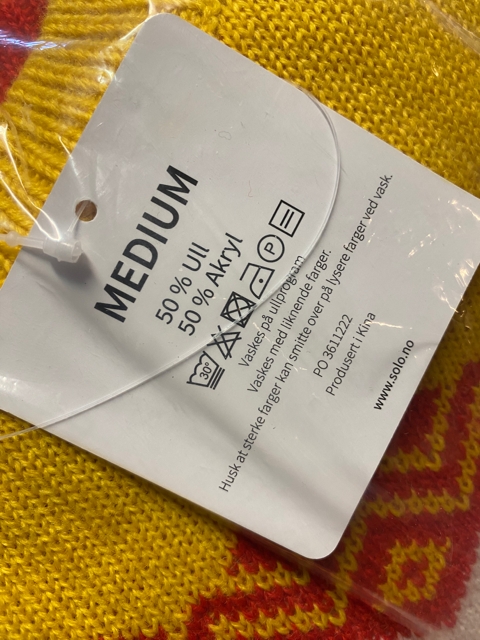 MEDIUM
50 % Ull
50 % Akryl
30°
P
Vaskes på ullprogram
Vaskes med liknende farger.
Husk at sterke farger kan smitte over på lysere farger ved vask.
PO 3611222
Produsert i Kina
www.solo.no